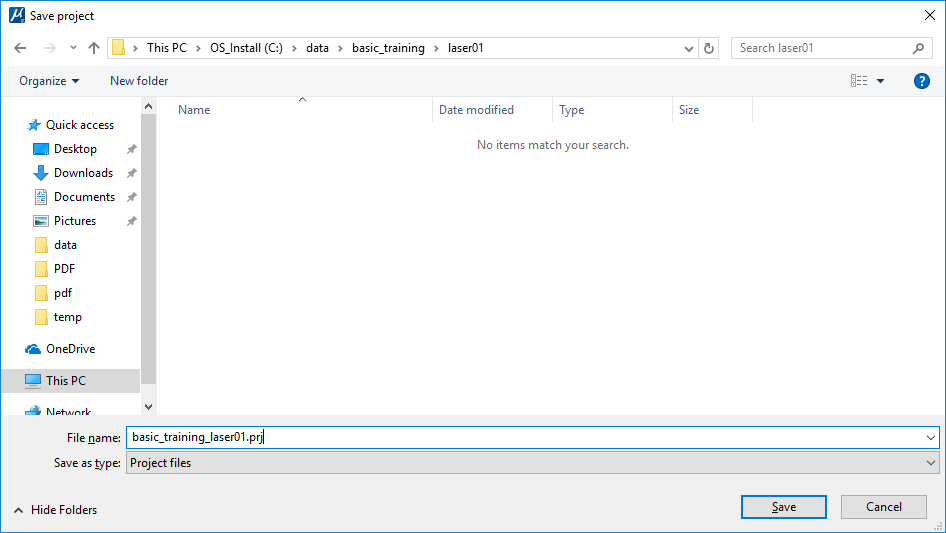 Save project
This PC > OS_Install (C:) > data > basic_training > laser01
Search laser01
Organize
New folder
Name
Date modified
Type
Size
No items match your search.
Quick access
Desktop
Downloads
Documents
Pictures
data
PDF
pdf
temp
OneDrive
This PC
Network
File name: basic_training_laser01.prj
Save as type: Project files
Hide Folders
Save
Cancel